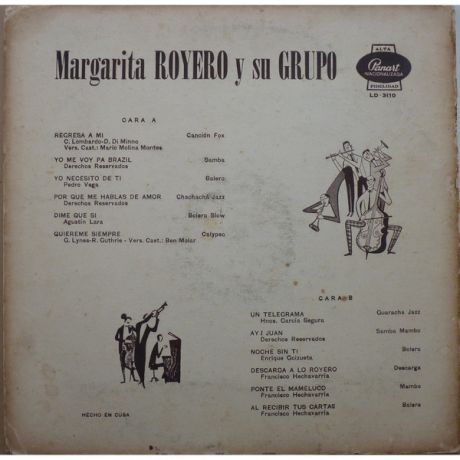 Margarita ROYERO y su GRUPO
ALTA
Panart
NACIONALIZADA
FIDELIDAD
LD-3110
CARA A
REGRESA A MI Canción Fox
C. Lombardo-D. Di Minno
Vers. Cast.: Mario Molina Montes
YO ME VOY PA BRAZIL Samba
Derechos Reservados
YO NECESITO DE TI Bolero
Pedro Vega
POR QUE ME HABLAS DE AMOR Chachachá Jazz
Derechos Reservados
DIME QUE SI Bolero Slow
Agustín Lara
QUIEREME SIEMPRE Calypso
G. Lynes-R. Guthrie - Vers. Cast.: Ben Molar
CARA B
UN TELEGRAMA Guaracha Jazz
Hnos. García Segura
AY! JUAN Samba Mambo
Derechos Reservados
NOCHE SIN TI Bolero
Enrique Goizueta
DESCARGA A LO ROYERO Descarga
Francisco Hechavarría
PONTE EL MAMELUCO Mambo
Francisco Hechavarría
AL RECIBIR TUS CARTAS Bolero
Francisco Hechavarría
HECHO EN CUBA